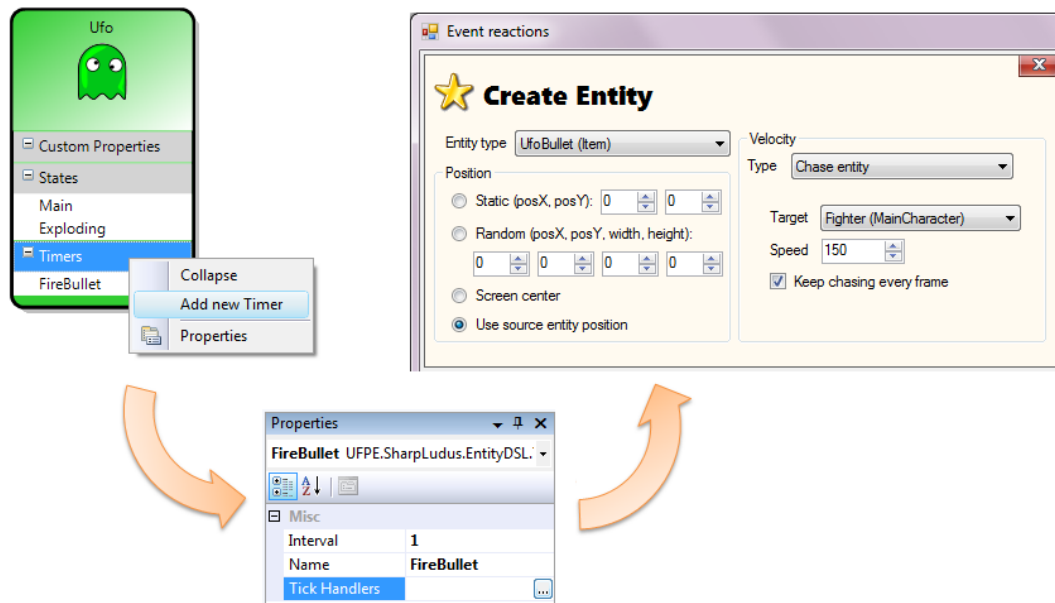 Ufo
Custom Properties
States
Main
Exploding
Timers
FireBullet
Collapse
Add new Timer
Properties
Properties
FireBullet UFPE.SharpLudus.EntityDSL.
Misc
Interval 1
Name FireBullet
Tick Handlers ...
Event reactions
Create Entity
Entity type UfoBullet (Item)
Position
Static (posX, posY): 0 0
Random (posX, posY, width, height):
0 0 0 0
Screen center
Use source entity position
Velocity
Type Chase entity
Target Fighter (MainCharacter)
Speed 150
Keep chasing every frame